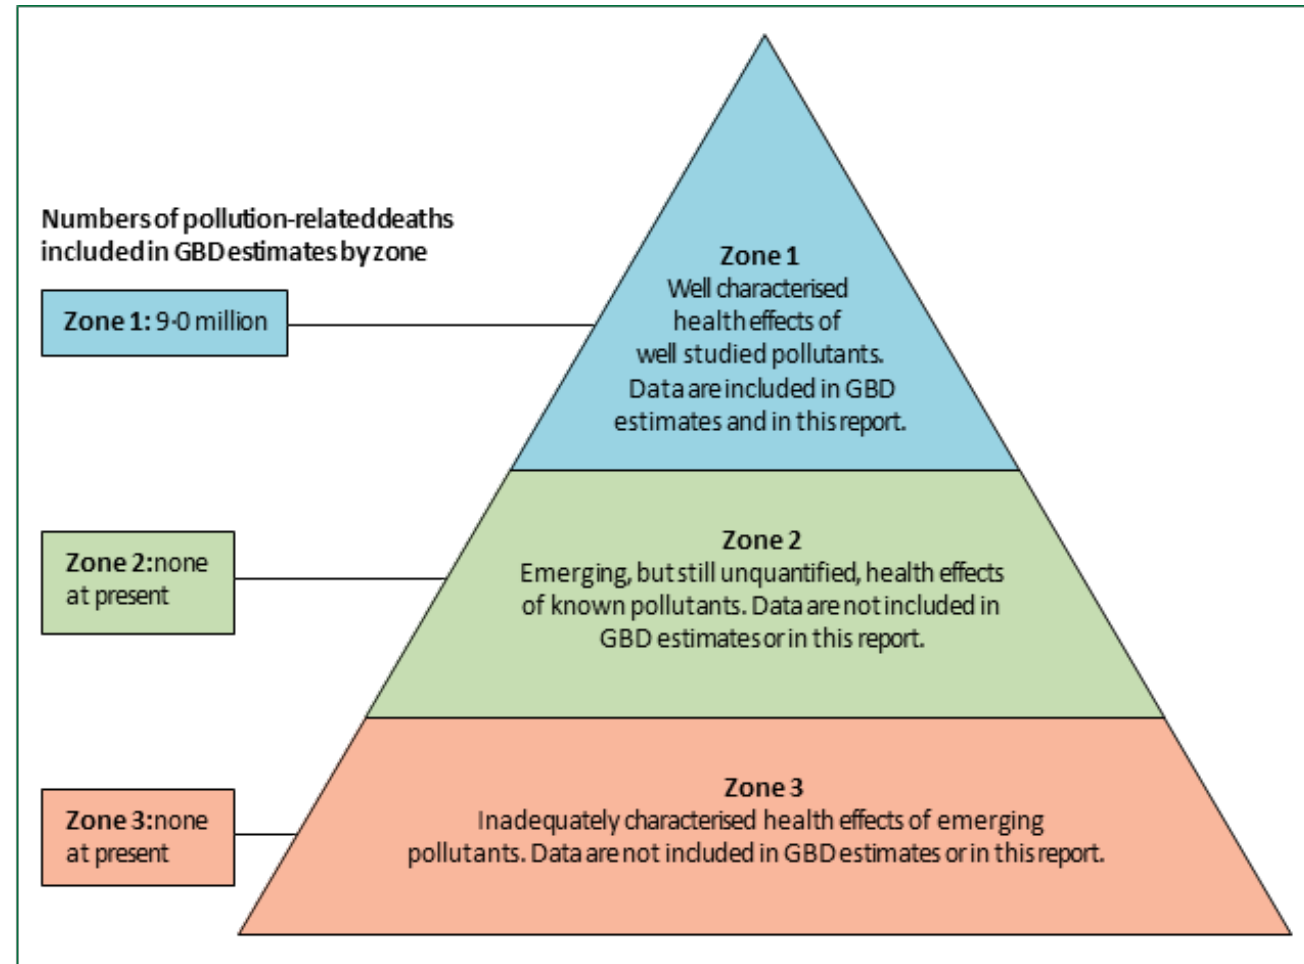 Numbers of pollution-related deaths
included in GBD estimates by zone
Zone 1: 9·0 million
Zone 2: none
at present
Zone 3: none
at present
Zone 1
Well characterised
health effects of
well studied pollutants.
Data are included in GBD
estimates and in this report.
Zone 2
Emerging, but still unquantified, health effects
of known pollutants. Data are not included in
GBD estimates or in this report.
Zone 3
Inadequately characterised health effects of emerging
pollutants. Data are not included in GBD estimates or in this report.